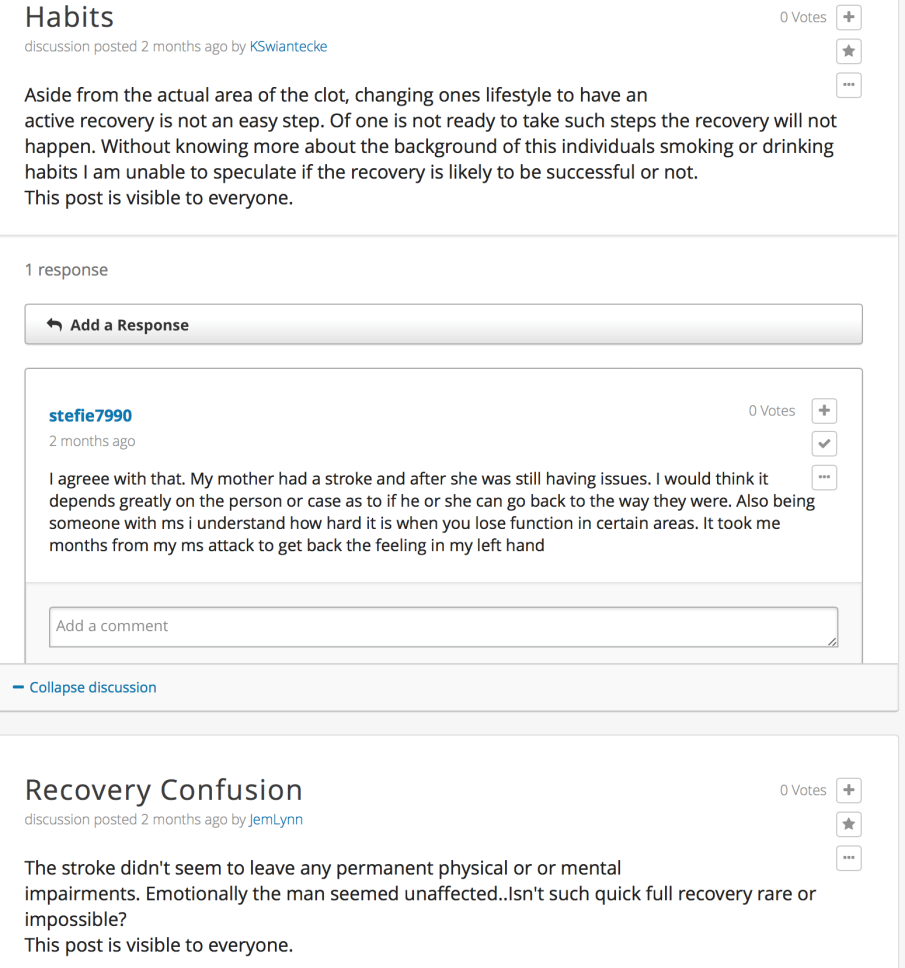 Habits
0 Votes
discussion posted 2 months ago by KSwiantecke
Aside from the actual area of the clot, changing ones lifestyle to have an
active recovery is not an easy step. Of one is not ready to take such steps the recovery will not
happen. Without knowing more about the background of this individuals smoking or drinking
habits I am unable to speculate if the recovery is likely to be successful or not.
This post is visible to everyone.
1 response
Add a Response
stefie7990
0 Votes
2 months ago
I agreee with that. My mother had a stroke and after she was still having issues. I would think it
depends greatly on the person or case as to if he or she can go back to the way they were. Also being
someone with ms i understand how hard it is when you lose function in certain areas. It took me
months from my ms attack to get back the feeling in my left hand
Add a comment
Collapse discussion
Recovery Confusion
0 Votes
discussion posted 2 months ago by JemLynn
The stroke didn't seem to leave any permanent physical or or mental
impairments. Emotionally the man seemed unaffected..Isn't such quick full recovery rare or
impossible?
This post is visible to everyone.